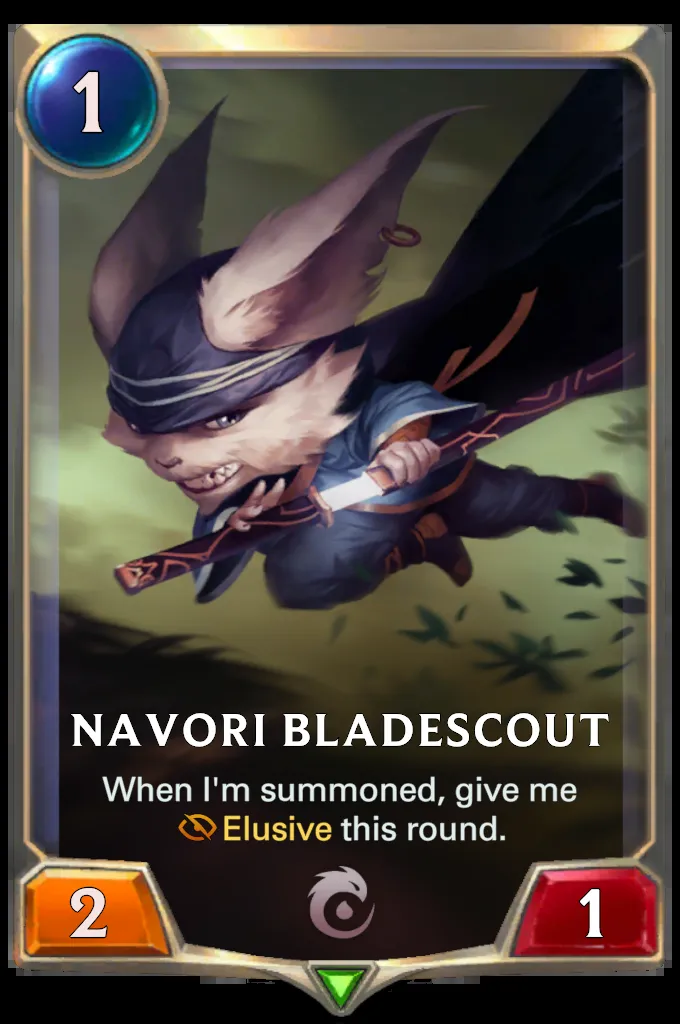 1
NAVORI BLADESCOUT
When I'm summoned, give me
Elusive this round.
2
1